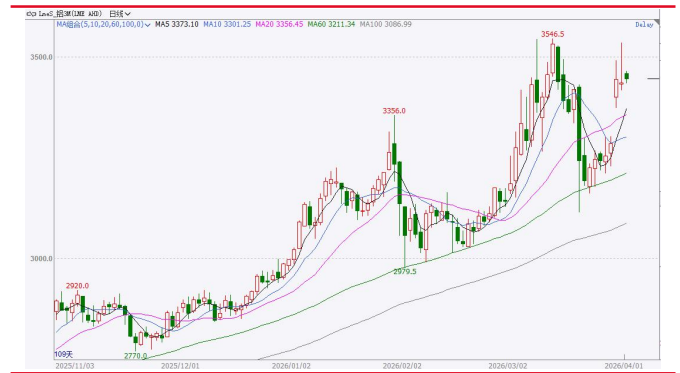 LmeS_铝3M(LME AHD) 日线
MA组合(5,10,20,60,100,0) MA5 3373.10 MA10 3301.25 MA20 3356.45 MA60 3211.34 MA100 3086.99 Delay
3546.5
3500.0
3356.0
3000.0
2979.5
2920.0
2770.0
109天
2025/11/03 2025/12/01 2026/01/02 2026/02/02 2026/03/02 2026/04/01